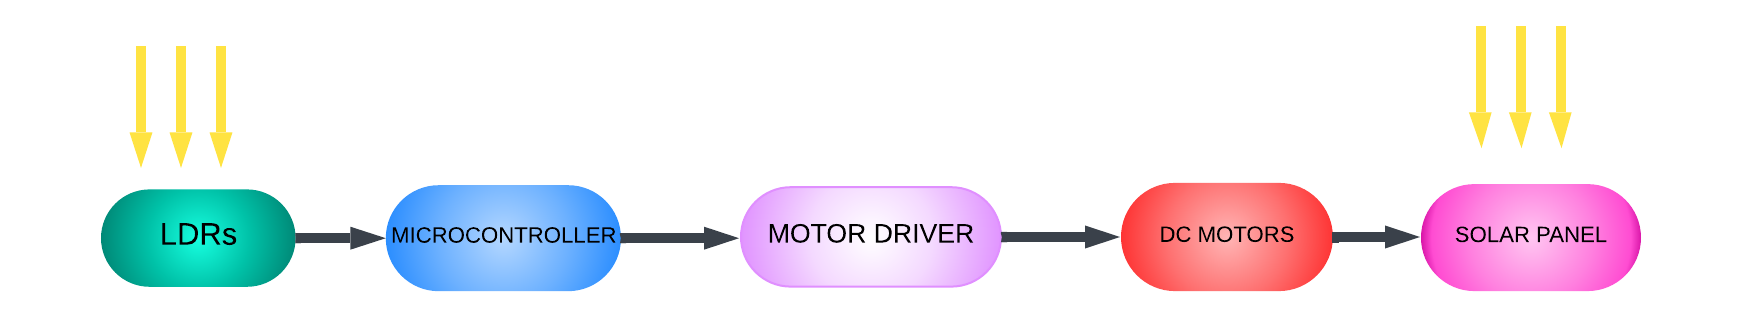 LDRs
MICROCONTROLLER
MOTOR DRIVER
DC MOTORS
SOLAR PANEL